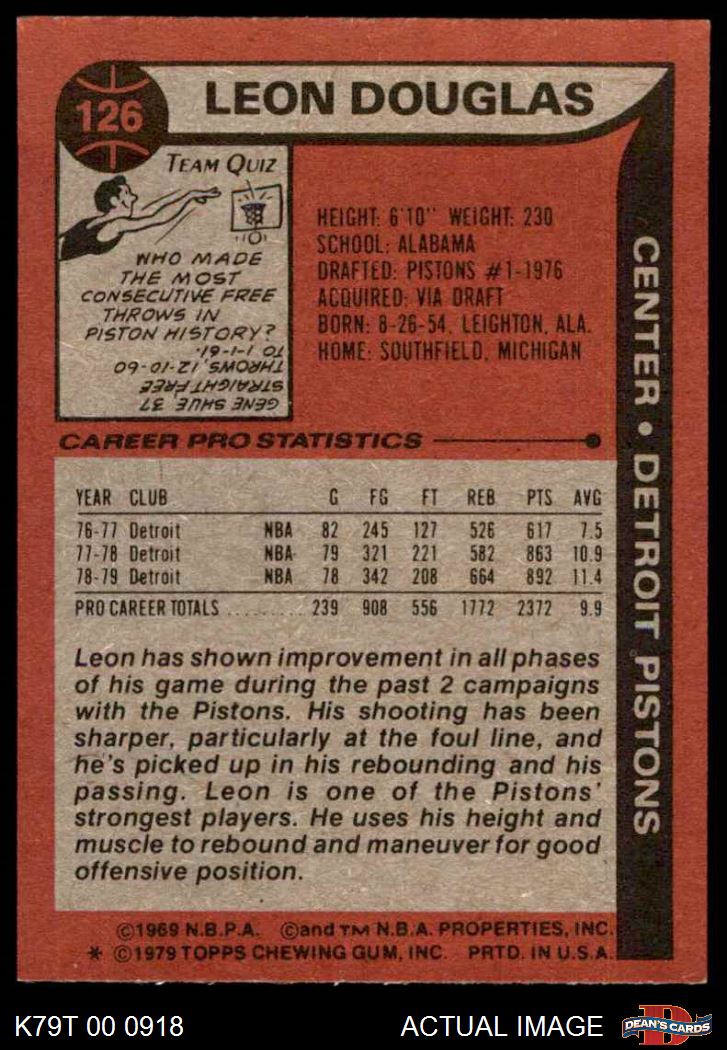 126
LEON DOUGLAS
TEAM QUIZ
WHO MADE
THE MOST
CONSECUTIVE FREE
THROWS IN
PISTON HISTORY?
GENE SHUE 37
STRAIGHT FREE
THROWS, 12-10-60
TO 1-1-61.
HEIGHT: 6'10" WEIGHT: 230
SCHOOL: ALABAMA
DRAFTED: PISTONS #1-1976
ACQUIRED: VIA DRAFT
BORN: 8-26-54, LEIGHTON, ALA.
HOME: SOUTHFIELD, MICHIGAN
CENTER • DETROIT PISTONS
CAREER PRO STATISTICS
YEAR CLUB G FG FT REB PTS AVG
76-77 Detroit NBA 82 245 127 526 617 7.5
77-78 Detroit NBA 79 321 221 582 863 10.9
78-79 Detroit NBA 78 342 208 664 892 11.4
PRO CAREER TOTALS .......... 239 908 556 1772 2372 9.9
Leon has shown improvement in all phases
of his game during the past 2 campaigns
with the Pistons. His shooting has been
sharper, particularly at the foul line, and
he's picked up in his rebounding and his
passing. Leon is one of the Pistons'
strongest players. He uses his height and
muscle to rebound and maneuver for good
offensive position.
©1969 N.B.P.A. ©and TM N.B.A. PROPERTIES, INC.
* ©1979 TOPPS CHEWING GUM, INC. PRTD. IN U.S.A.
K79T 00 0918
ACTUAL IMAGE
D
DEAN'S CARDS